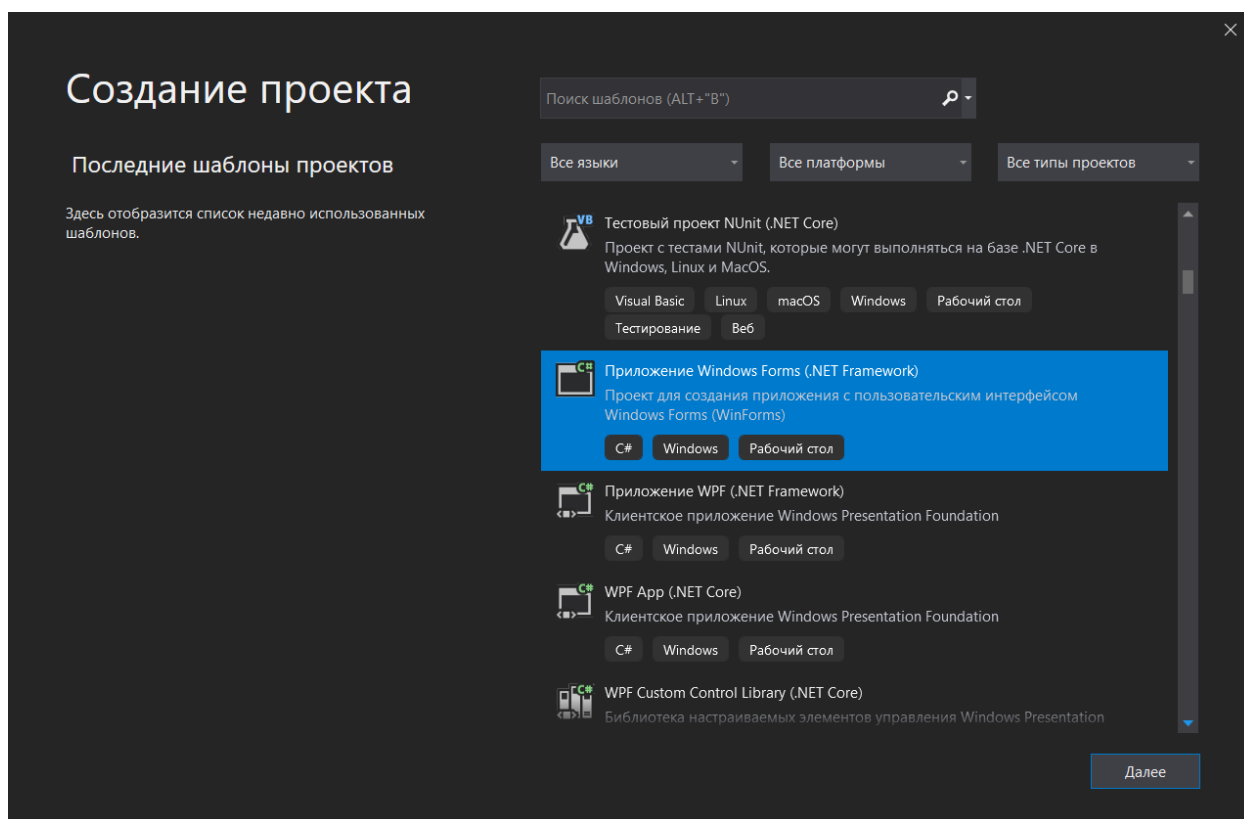 Создание проекта
Поиск шаблонов (ALT+"B")
Последние шаблоны проектов
Все языки
Все платформы
Все типы проектов
Здесь отобразится список недавно использованных
шаблонов.
VB
Тестовый проект NUnit (.NET Core)
Проект с тестами NUnit, которые могут выполняться на базе .NET Core в
Windows, Linux и MacOS.
Visual Basic Linux macOS Windows Рабочий стол
Тестирование Веб
C#
Приложение Windows Forms (.NET Framework)
Проект для создания приложения с пользовательским интерфейсом
Windows Forms (WinForms)
C# Windows Рабочий стол
C#
Приложение WPF (.NET Framework)
Клиентское приложение Windows Presentation Foundation
C# Windows Рабочий стол
C#
WPF App (.NET Core)
Клиентское приложение Windows Presentation Foundation
C# Windows Рабочий стол
C#
WPF Custom Control Library (.NET Core)
Библиотека настраиваемых элементов управления Windows Presentation
Далее